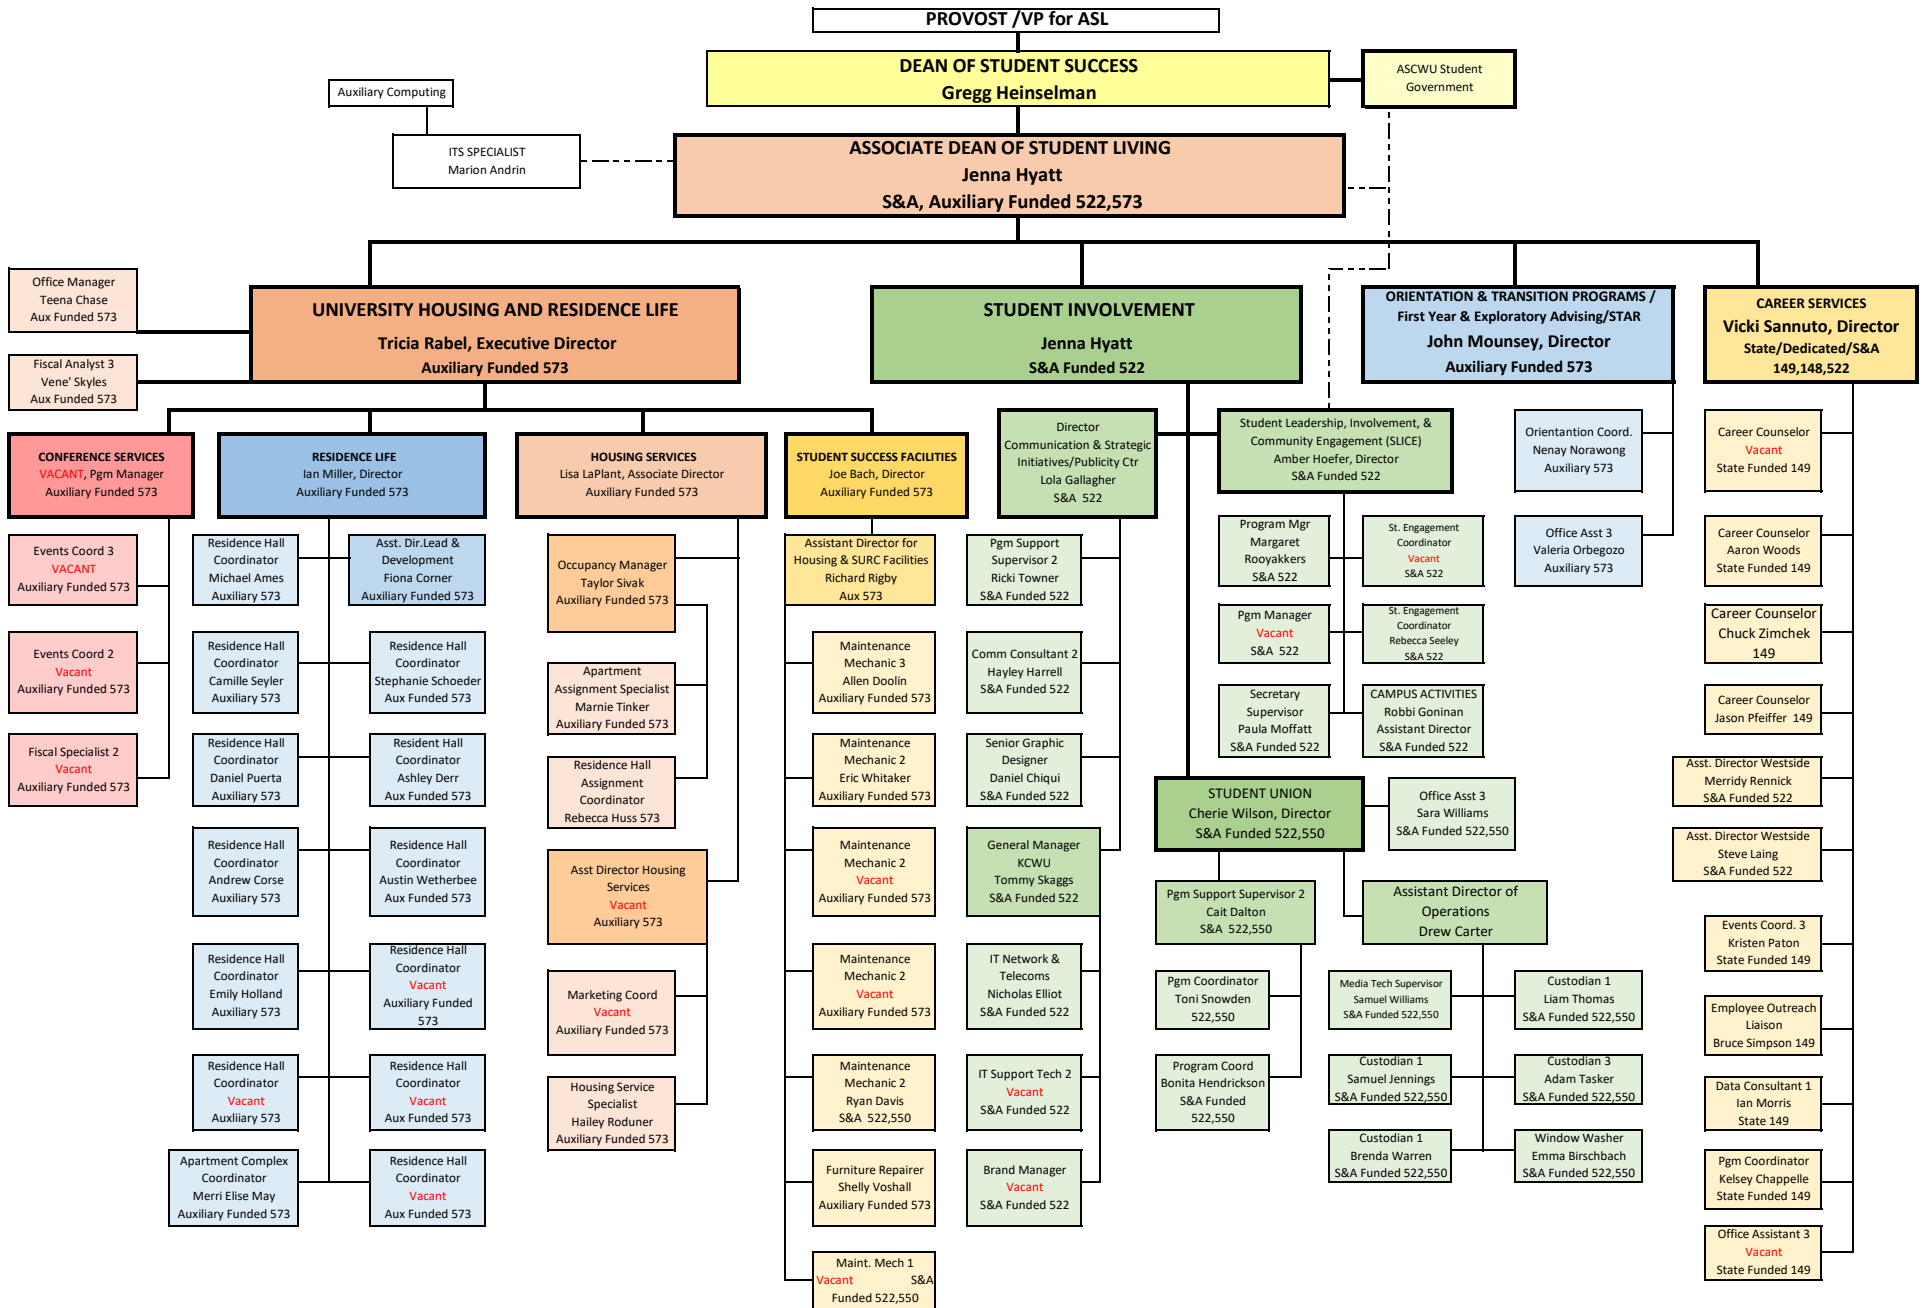 PROVOST /VP for ASL
DEAN OF STUDENT SUCCESS
Gregg Heinselman
ASCWU Student
Government
Auxiliary Computing
ITS SPECIALIST
Marion Andrin
ASSOCIATE DEAN OF STUDENT LIVING
Jenna Hyatt
S&A, Auxiliary Funded 522,573
Office Manager
Teena Chase
Aux Funded 573
Fiscal Analyst 3
Vene' Skyles
Aux Funded 573
UNIVERSITY HOUSING AND RESIDENCE LIFE
Tricia Rabel, Executive Director
Auxiliary Funded 573
STUDENT INVOLVEMENT
Jenna Hyatt
S&A Funded 522
ORIENTATION & TRANSITION PROGRAMS /
First Year & Exploratory Advising/STAR
John Mounsey, Director
Auxiliary Funded 573
CAREER SERVICES
Vicki Sannuto, Director
State/Dedicated/S&A
149,148,522
CONFERENCE SERVICES
VACANT, Pgm Manager
Auxiliary Funded 573
Events Coord 3
VACANT
Auxiliary Funded 573
Events Coord 2
Vacant
Auxiliary Funded 573
Fiscal Specialist 2
Vacant
Auxiliary Funded 573
RESIDENCE LIFE
Ian Miller, Director
Auxiliary Funded 573
Residence Hall
Coordinator
Michael Ames
Auxiliary 573
Asst. Dir.Lead &
Development
Fiona Corner
Auxiliary Funded 573
Residence Hall
Coordinator
Camille Seyler
Auxiliary 573
Residence Hall
Coordinator
Stephanie Schoeder
Aux Funded 573
Residence Hall
Coordinator
Daniel Puerta
Auxiliary 573
Resident Hall
Coordinator
Ashley Derr
Aux Funded 573
Residence Hall
Coordinator
Andrew Corse
Auxiliary 573
Residence Hall
Coordinator
Austin Wetherbee
Aux Funded 573
Residence Hall
Coordinator
Emily Holland
Auxiliary 573
Residence Hall
Coordinator
Vacant
Auxiliary Funded
573
Residence Hall
Coordinator
Vacant
Auxliiary 573
Residence Hall
Coordinator
Vacant
Aux Funded 573
Apartment Complex
Coordinator
Merri Elise May
Auxiliary Funded 573
Residence Hall
Coordinator
Vacant
Aux Funded 573
HOUSING SERVICES
Lisa LaPlant, Associate Director
Auxiliary Funded 573
Occupancy Manager
Taylor Sivak
Auxiliary Funded 573
Apartment
Assignment Specialist
Marnie Tinker
Auxiliary Funded 573
Residence Hall
Assignment
Coordinator
Rebecca Huss 573
Asst Director Housing
Services
Vacant
Auxiliary 573
Marketing Coord
Vacant
Auxiliary Funded 573
Housing Service
Specialist
Hailey Roduner
Auxiliary Funded 573
STUDENT SUCCESS FACILITIES
Joe Bach, Director
Auxiliary Funded 573
Assistant Director for
Housing & SURC Facilities
Richard Rigby
Aux 573
Maintenance
Mechanic 3
Allen Doolin
Auxiliary Funded 573
Maintenance
Mechanic 2
Eric Whitaker
Auxiliary Funded 573
Maintenance
Mechanic 2
Vacant
Auxiliary Funded 573
Maintenance
Mechanic 2
Vacant
Auxiliary Funded 573
Maintenance
Mechanic 2
Ryan Davis
S&A 522,550
Furniture Repairer
Shelly Voshall
Auxiliary Funded 573
Maint. Mech 1
Vacant S&A
Funded 522,550
Director
Communication & Strategic
Initiatives/Publicity Ctr
Lola Gallagher
S&A 522
Pgm Support
Supervisor 2
Ricki Towner
S&A Funded 522
Comm Consultant 2
Hayley Harrell
S&A Funded 522
Senior Graphic
Designer
Daniel Chiqui
S&A Funded 522
General Manager
KCWU
Tommy Skaggs
S&A Funded 522
IT Network &
Telecoms
Nicholas Elliot
S&A Funded 522
IT Support Tech 2
Vacant
S&A Funded 522
Brand Manager
Vacant
S&A Funded 522
Student Leadership, Involvement, &
Community Engagement (SLICE)
Amber Hoefer, Director
S&A Funded 522
Program Mgr
Margaret
Rooyakkers
S&A 522
St. Engagement
Coordinator
Vacant
S&A 522
Pgm Manager
Vacant
S&A 522
St. Engagement
Coordinator
Rebecca Seeley
S&A 522
Secretary
Supervisor
Paula Moffatt
S&A Funded 522
CAMPUS ACTIVITIES
Robbi Goninan
Assistant Director
S&A Funded 522
STUDENT UNION
Cherie Wilson, Director
S&A Funded 522,550
Office Asst 3
Sara Williams
S&A Funded 522,550
Pgm Support Supervisor 2
Cait Dalton
S&A 522,550
Assistant Director of
Operations
Drew Carter
Pgm Coordinator
Toni Snowden
522,550
Program Coord
Bonita Hendrickson
S&A Funded
522,550
Media Tech Supervisor
Samuel Williams
S&A Funded 522,550
Custodian 1
Liam Thomas
S&A Funded 522,550
Custodian 1
Samuel Jennings
S&A Funded 522,550
Custodian 3
Adam Tasker
S&A Funded 522,550
Custodian 1
Brenda Warren
S&A Funded 522,550
Window Washer
Emma Birschbach
S&A Funded 522,550
Orientantion Coord.
Nenay Norawong
Auxiliary 573
Office Asst 3
Valeria Orbegozo
Auxiliary 573
Career Counselor
Vacant
State Funded 149
Career Counselor
Aaron Woods
State Funded 149
Career Counselor
Chuck Zimchek
149
Career Counselor
Jason Pfeiffer 149
Asst. Director Westside
Merridy Rennick
S&A Funded 522
Asst. Director Westside
Steve Laing
S&A Funded 522
Events Coord. 3
Kristen Paton
State Funded 149
Employee Outreach
Liaison
Bruce Simpson 149
Data Consultant 1
Ian Morris
State 149
Pgm Coordinator
Kelsey Chappelle
State Funded 149
Office Assistant 3
Vacant
State Funded 149